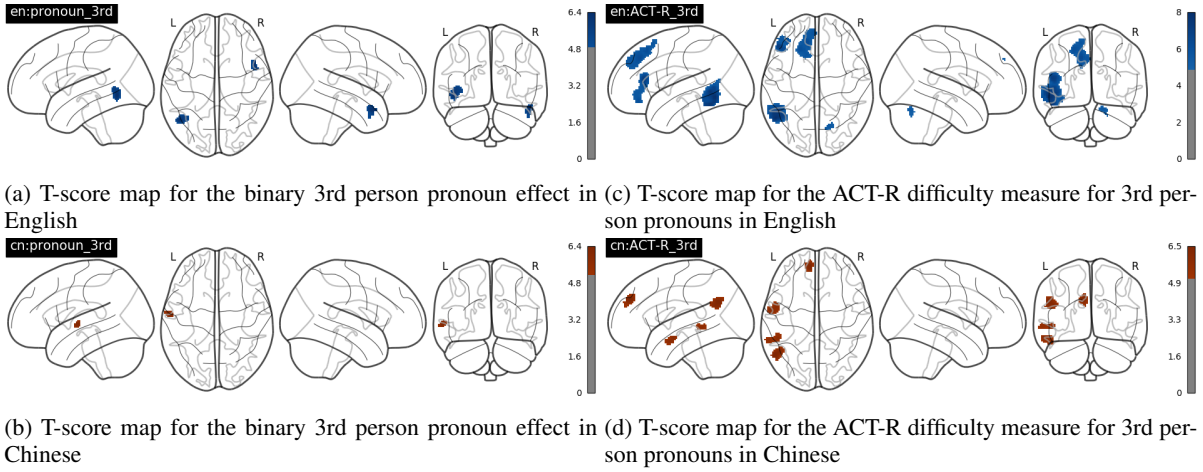 en:pronoun_3rd
L
R
L
R
6.4
4.8
3.2
1.6
0
(a) T-score map for the binary 3rd person pronoun effect in
English
en:ACT-R_3rd
L
R
L
R
8
6
4
2
0
(c) T-score map for the ACT-R difficulty measure for 3rd per-
son pronouns in English
cn:pronoun_3rd
L
R
L
R
6.4
4.8
3.2
1.6
0
(b) T-score map for the binary 3rd person pronoun effect in
Chinese
cn:ACT-R_3rd
L
R
L
R
6.5
4.8
3.2
1.6
0
(d) T-score map for the ACT-R difficulty measure for 3rd per-
son pronouns in Chinese